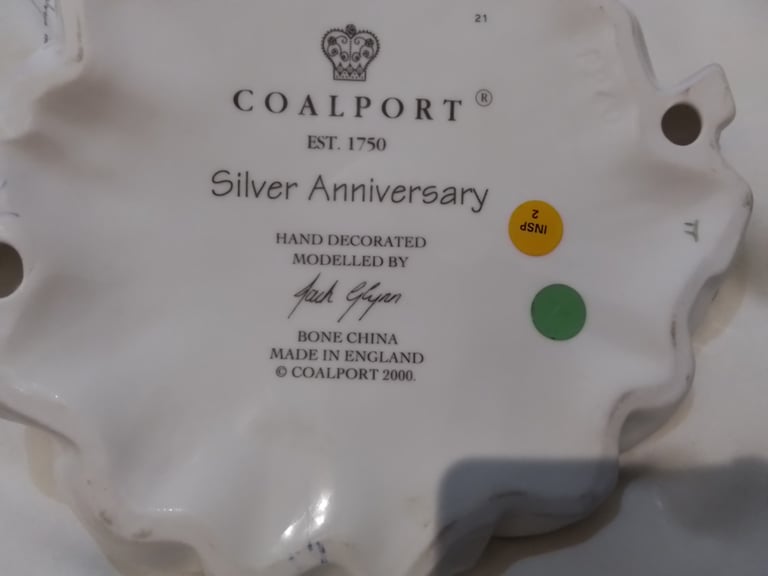 21
COALPORT ®
EST. 1750
Silver Anniversary
INSP
2
HAND DECORATED
MODELLED BY
Jack Glynn
BONE CHINA
MADE IN ENGLAND
© COALPORT 2000.